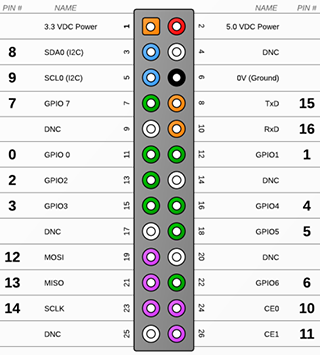 PIN # NAME NAME PIN #
3.3 VDC Power 1 2 5.0 VDC Power
8 SDA0 (I2C) 3 4 DNC
9 SCL0 (I2C) 5 6 0V (Ground)
7 GPIO 7 7 8 TxD 15
DNC 9 10 RxD 16
0 GPIO 0 11 12 GPIO1 1
2 GPIO2 13 14 DNC
3 GPIO3 15 16 GPIO4 4
DNC 17 18 GPIO5 5
12 MOSI 19 20 DNC
13 MISO 21 22 GPIO6 6
14 SCLK 23 24 CE0 10
DNC 25 26 CE1 11